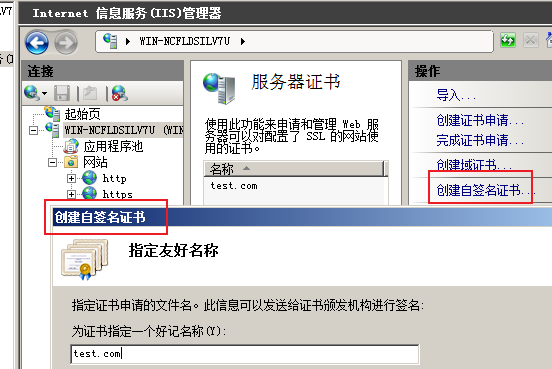 Internet 信息服务(IIS)管理器
WIN-NCFLDSILV7U
连接
起始页
WIN-NCFLDSILV7U (WIN
应用程序池
网站
http
https
服务器证书
使用此功能来申请和管理 Web 服
务器可以对配置了 SSL 的网站使
用的证书。
名称
test.com
操作
导入...
创建证书申请...
完成证书申请...
创建域证书...
创建自签名证书...
创建自签名证书
指定友好名称
指定证书申请的文件名。此信息可以发送给证书颁发机构进行签名:
为证书指定一个好记名称(Y):
test.com